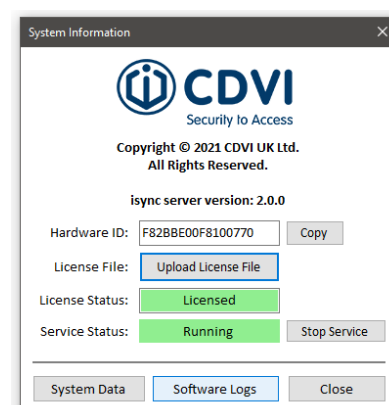 System Information
CDVI
Security to Access
Copyright © 2021 CDVI UK Ltd.
All Rights Reserved.
isync server version: 2.0.0
Hardware ID: F82BBE00F8100770 Copy
License File: Upload License File
License Status: Licensed
Service Status: Running Stop Service
System Data Software Logs Close